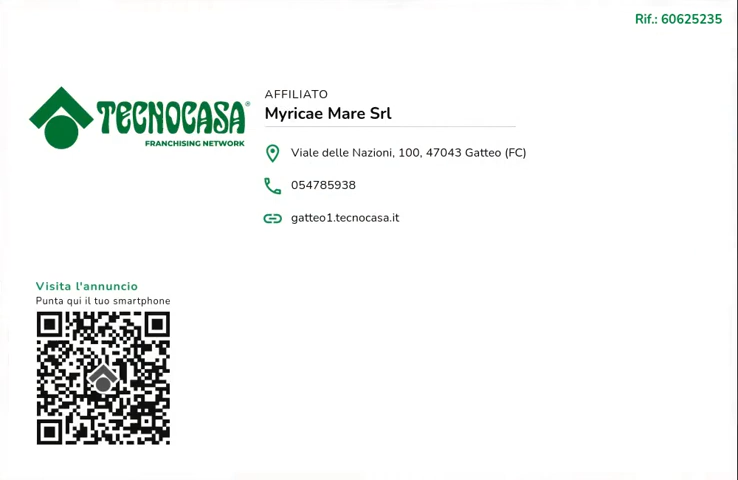 Rif.: 60625235
TECNOCASA®
FRANCHISING NETWORK
AFFILIATO
Myricae Mare Srl
Viale delle Nazioni, 100, 47043 Gatteo (FC)
054785938
gatteo1.tecnocasa.it
Visita l'annuncio
Punta qui il tuo smartphone